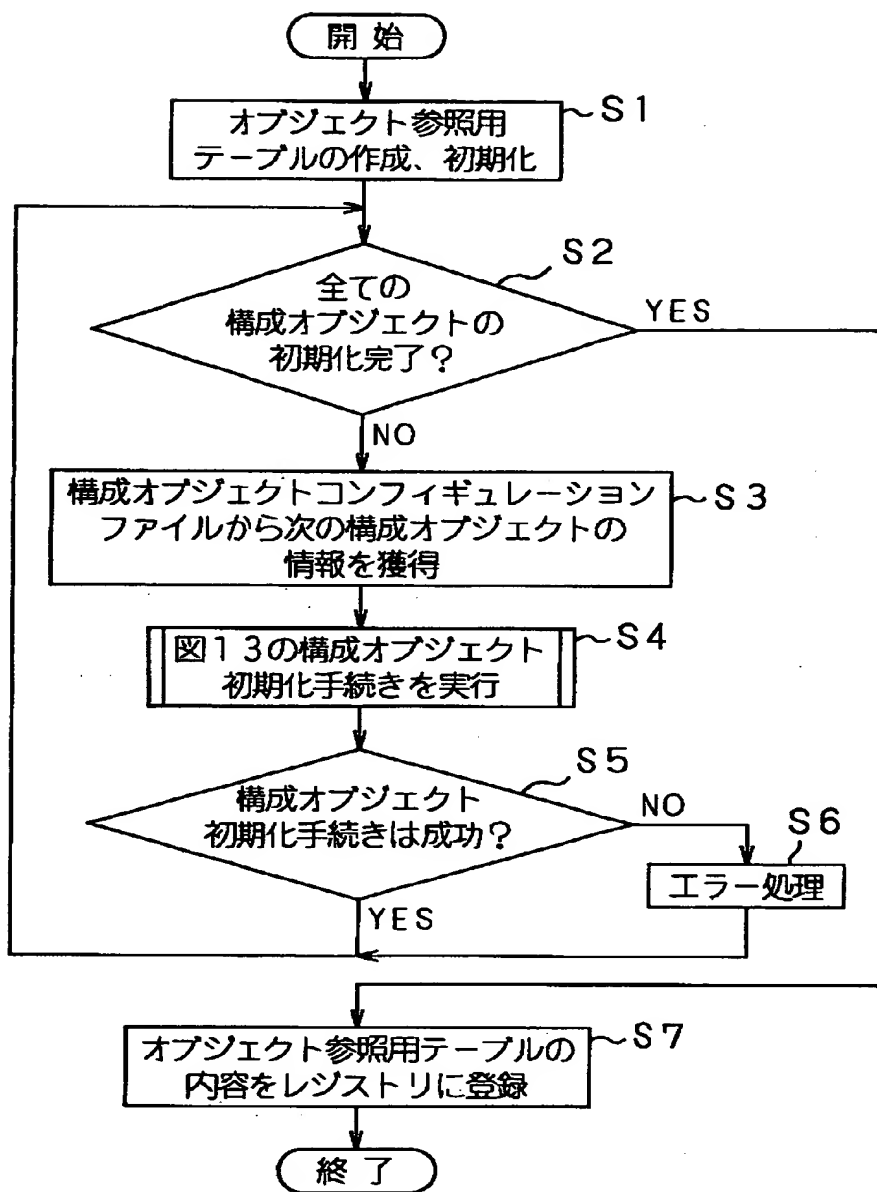 開始
オブジェクト参照用
テーブルの作成、初期化
S1
S2
全ての
構成オブジェクトの
初期化完了?
YES
NO
構成オブジェクトコンフィギュレーション
ファイルから次の構成オブジェクトの
情報を獲得
S3
図13の構成オブジェクト
初期化手続きを実行
S4
S5
構成オブジェクト
初期化手続きは成功?
NO
S6
エラー処理
YES
オブジェクト参照用テーブルの
内容をレジストリに登録
S7
終了